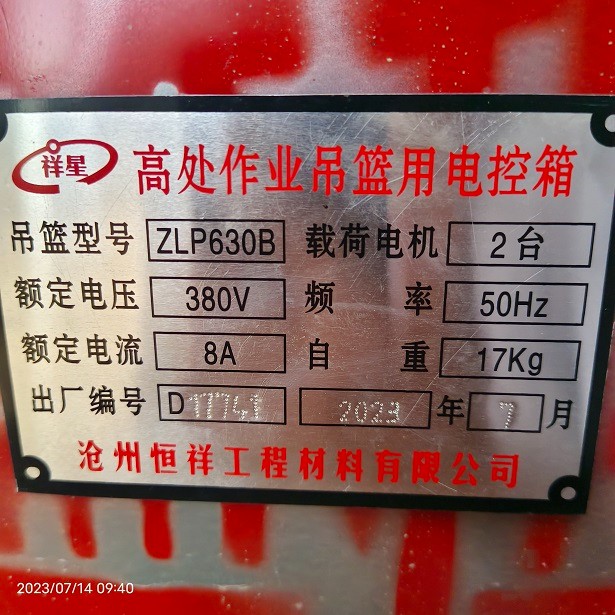 祥星 高处作业吊篮用电控箱
吊篮型号 ZLP630B 载荷电机 2台
额定电压 380V 频率 50Hz
额定电流 8A 自重 17Kg
出厂编号 D17741 2023 年 7 月
沧州恒祥工程材料有限公司
2023/07/14 09:40